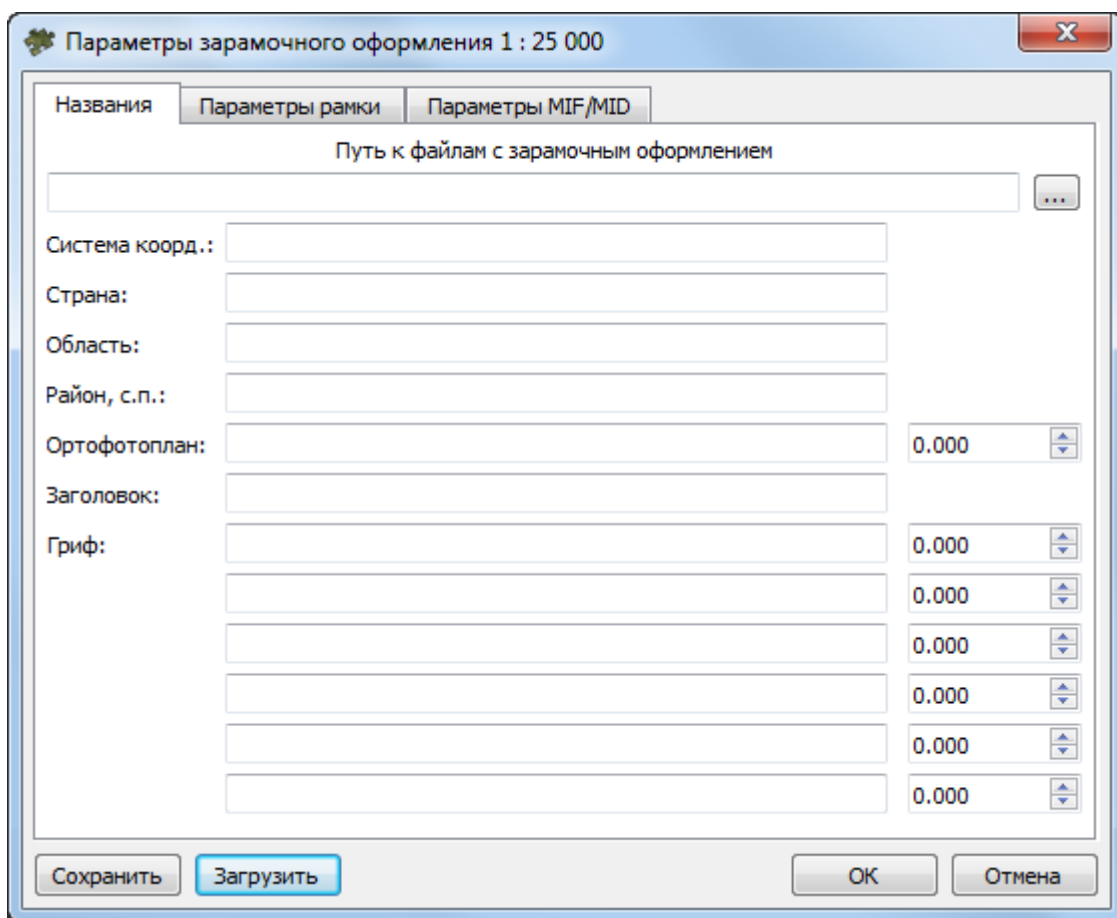 Параметры зарамочного оформления 1 : 25 000
Названия Параметры рамки Параметры MIF/MID
Путь к файлам с зарамочным оформлением
...
Система коорд.:
Страна:
Область:
Район, с.п.:
Ортофотоплан: 0.000
Заголовок:
Гриф: 0.000
0.000
0.000
0.000
0.000
0.000
Сохранить Загрузить OK Отмена